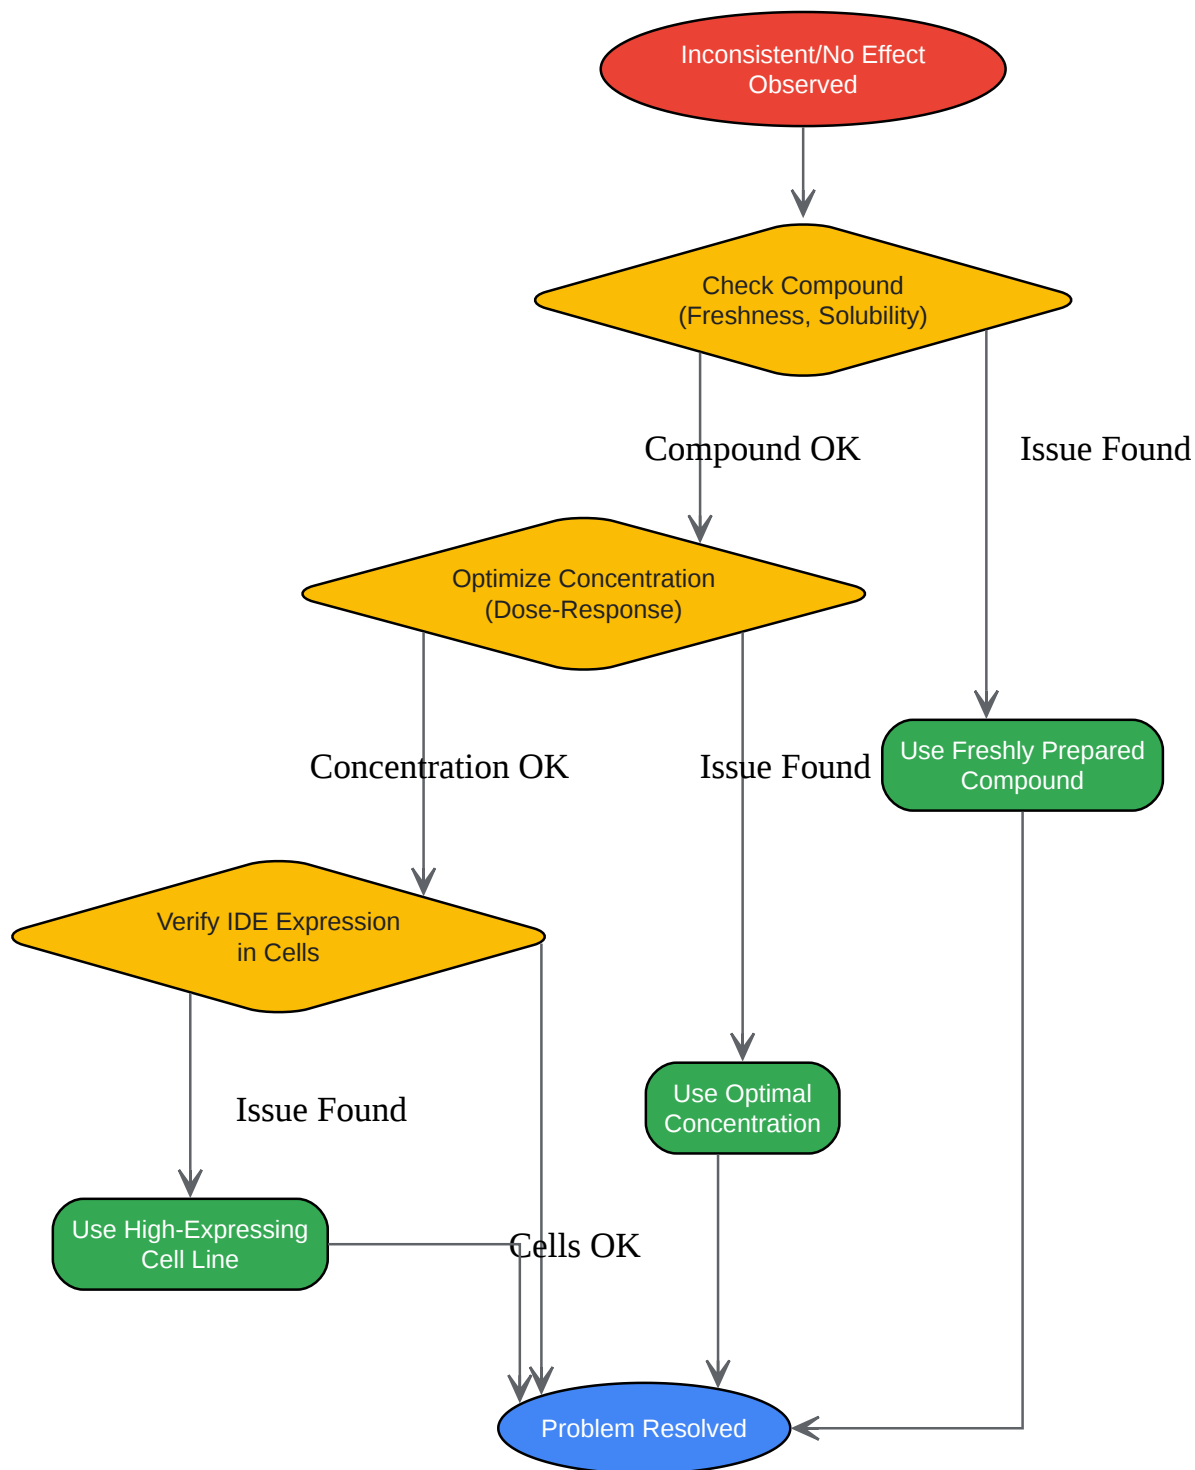 Inconsistent/No Effect
Observed
Check Compound
(Freshness, Solubility)
Compound OK
Issue Found
Optimize Concentration
(Dose-Response)
Concentration OK
Issue Found
Use Freshly Prepared
Compound
Verify IDE Expression
in Cells
Issue Found
Use Optimal
Concentration
Use High-Expressing
Cell Line
Cells OK
Problem Resolved